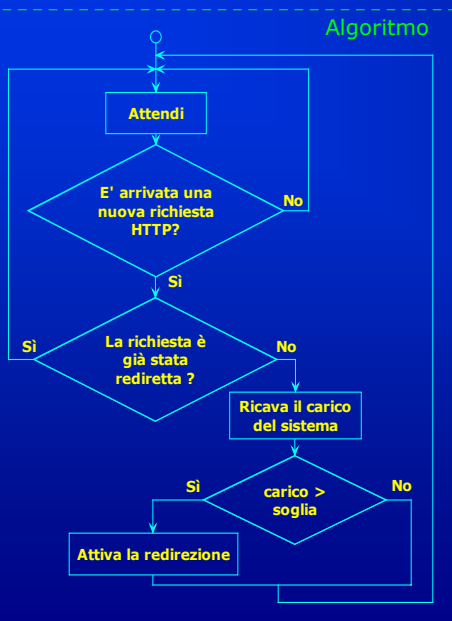 Algoritmo
Attendi
E' arrivata una
nuova richiesta
HTTP?
No
Sì
La richiesta è
già stata
rediretta ?
Sì
No
Ricava il carico
del sistema
carico >
soglia
Sì
No
Attiva la redirezione